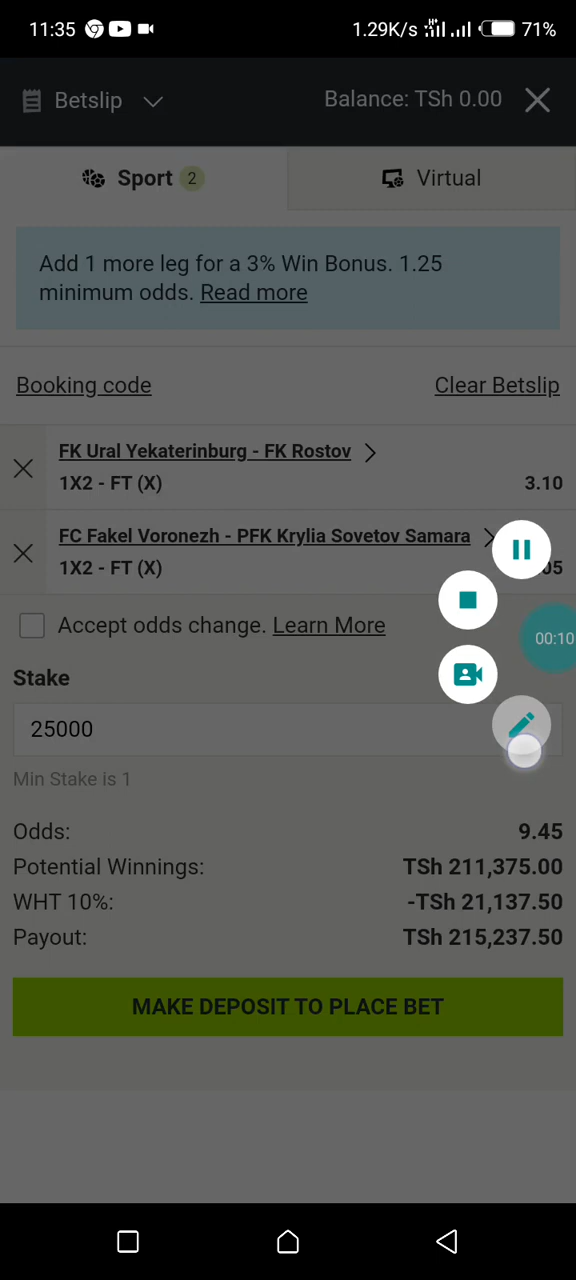 11:35 1.29K/s 71%
Betslip Balance: TSh 0.00
Sport 2 Virtual
Add 1 more leg for a 3% Win Bonus. 1.25
minimum odds. Read more
Booking code Clear Betslip
FK Ural Yekaterinburg - FK Rostov
1X2 - FT (X) 3.10
FC Fakel Voronezh - PFK Krylia Sovetov Samara
1X2 - FT (X) 05
Accept odds change. Learn More
00:10
Stake
25000
Min Stake is 1
Odds: 9.45
Potential Winnings: TSh 211,375.00
WHT 10%: -TSh 21,137.50
Payout: TSh 215,237.50
MAKE DEPOSIT TO PLACE BET